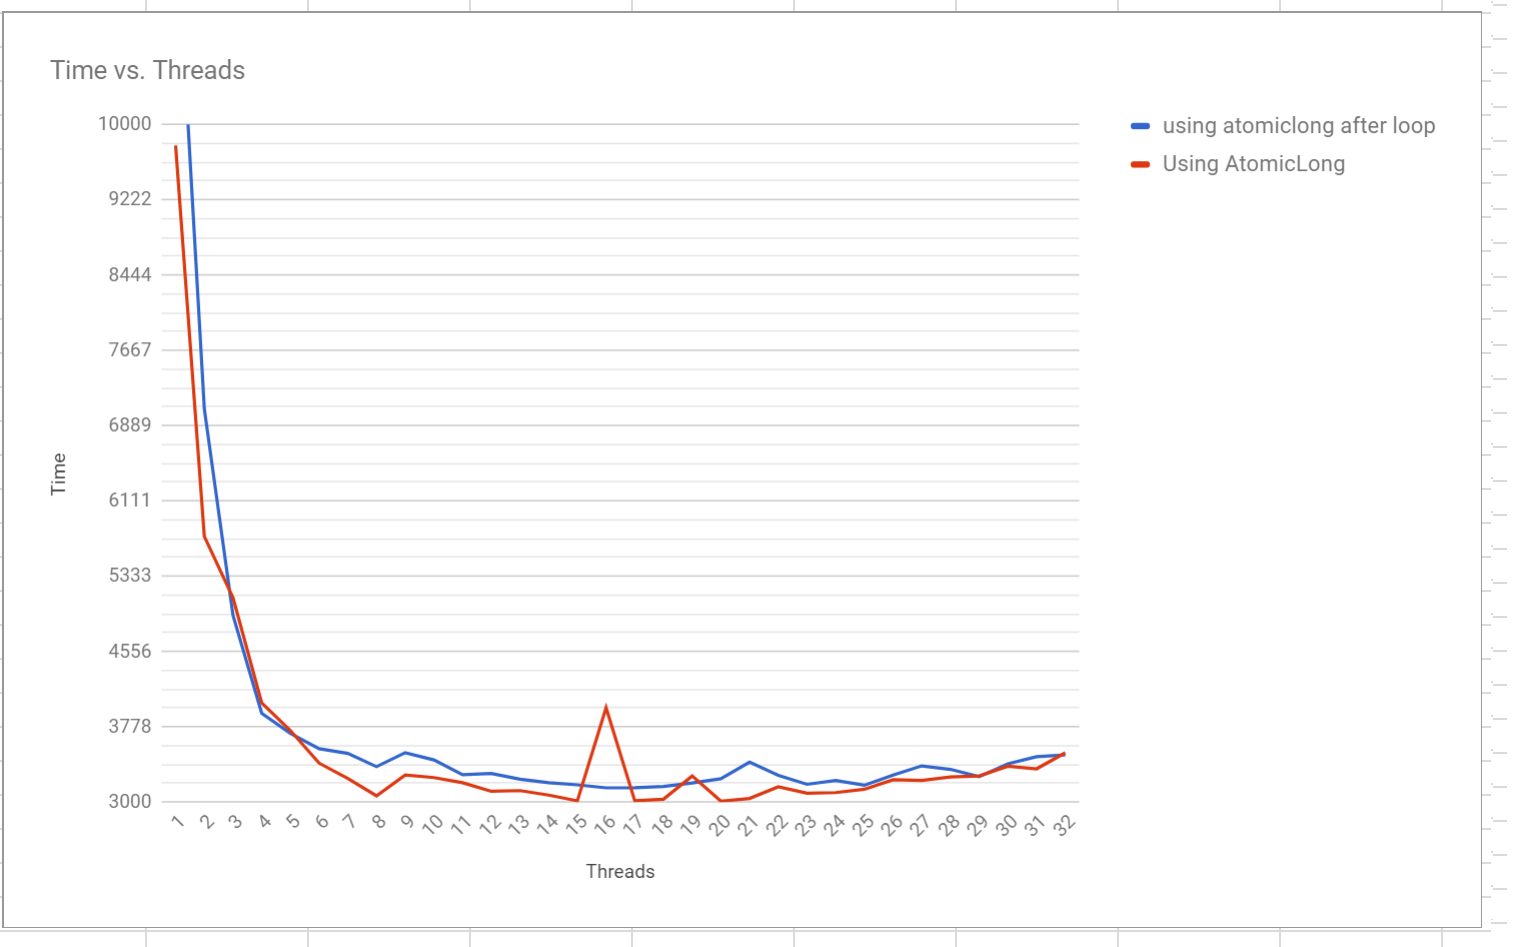 Time vs. Threads
using atomiclong after loop
Using AtomicLong
10000
9222
8444
7667
6889
6111
5333
4556
3778
3000
Time
1 2 3 4 5 6 7 8 9 10 11 12 13 14 15 16 17 18 19 20 21 22 23 24 25 26 27 28 29 30 31 32
Threads